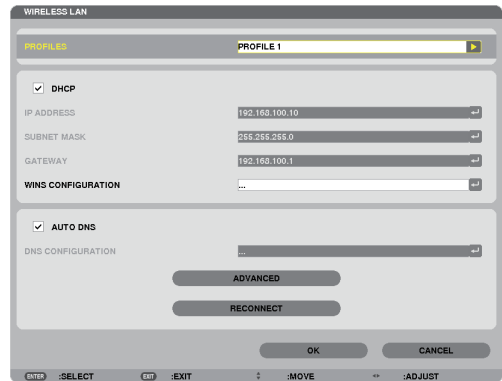 WIRELESS LAN
PROFILES PROFILE 1
DHCP
IP ADDRESS 192.168.100.10
SUBNET MASK 255.255.255.0
GATEWAY 192.168.100.1
WINS CONFIGURATION ...
AUTO DNS
DNS CONFIGURATION ...
ADVANCED
RECONNECT
OK CANCEL
ENTER :SELECT EXIT :EXIT :MOVE :ADJUST